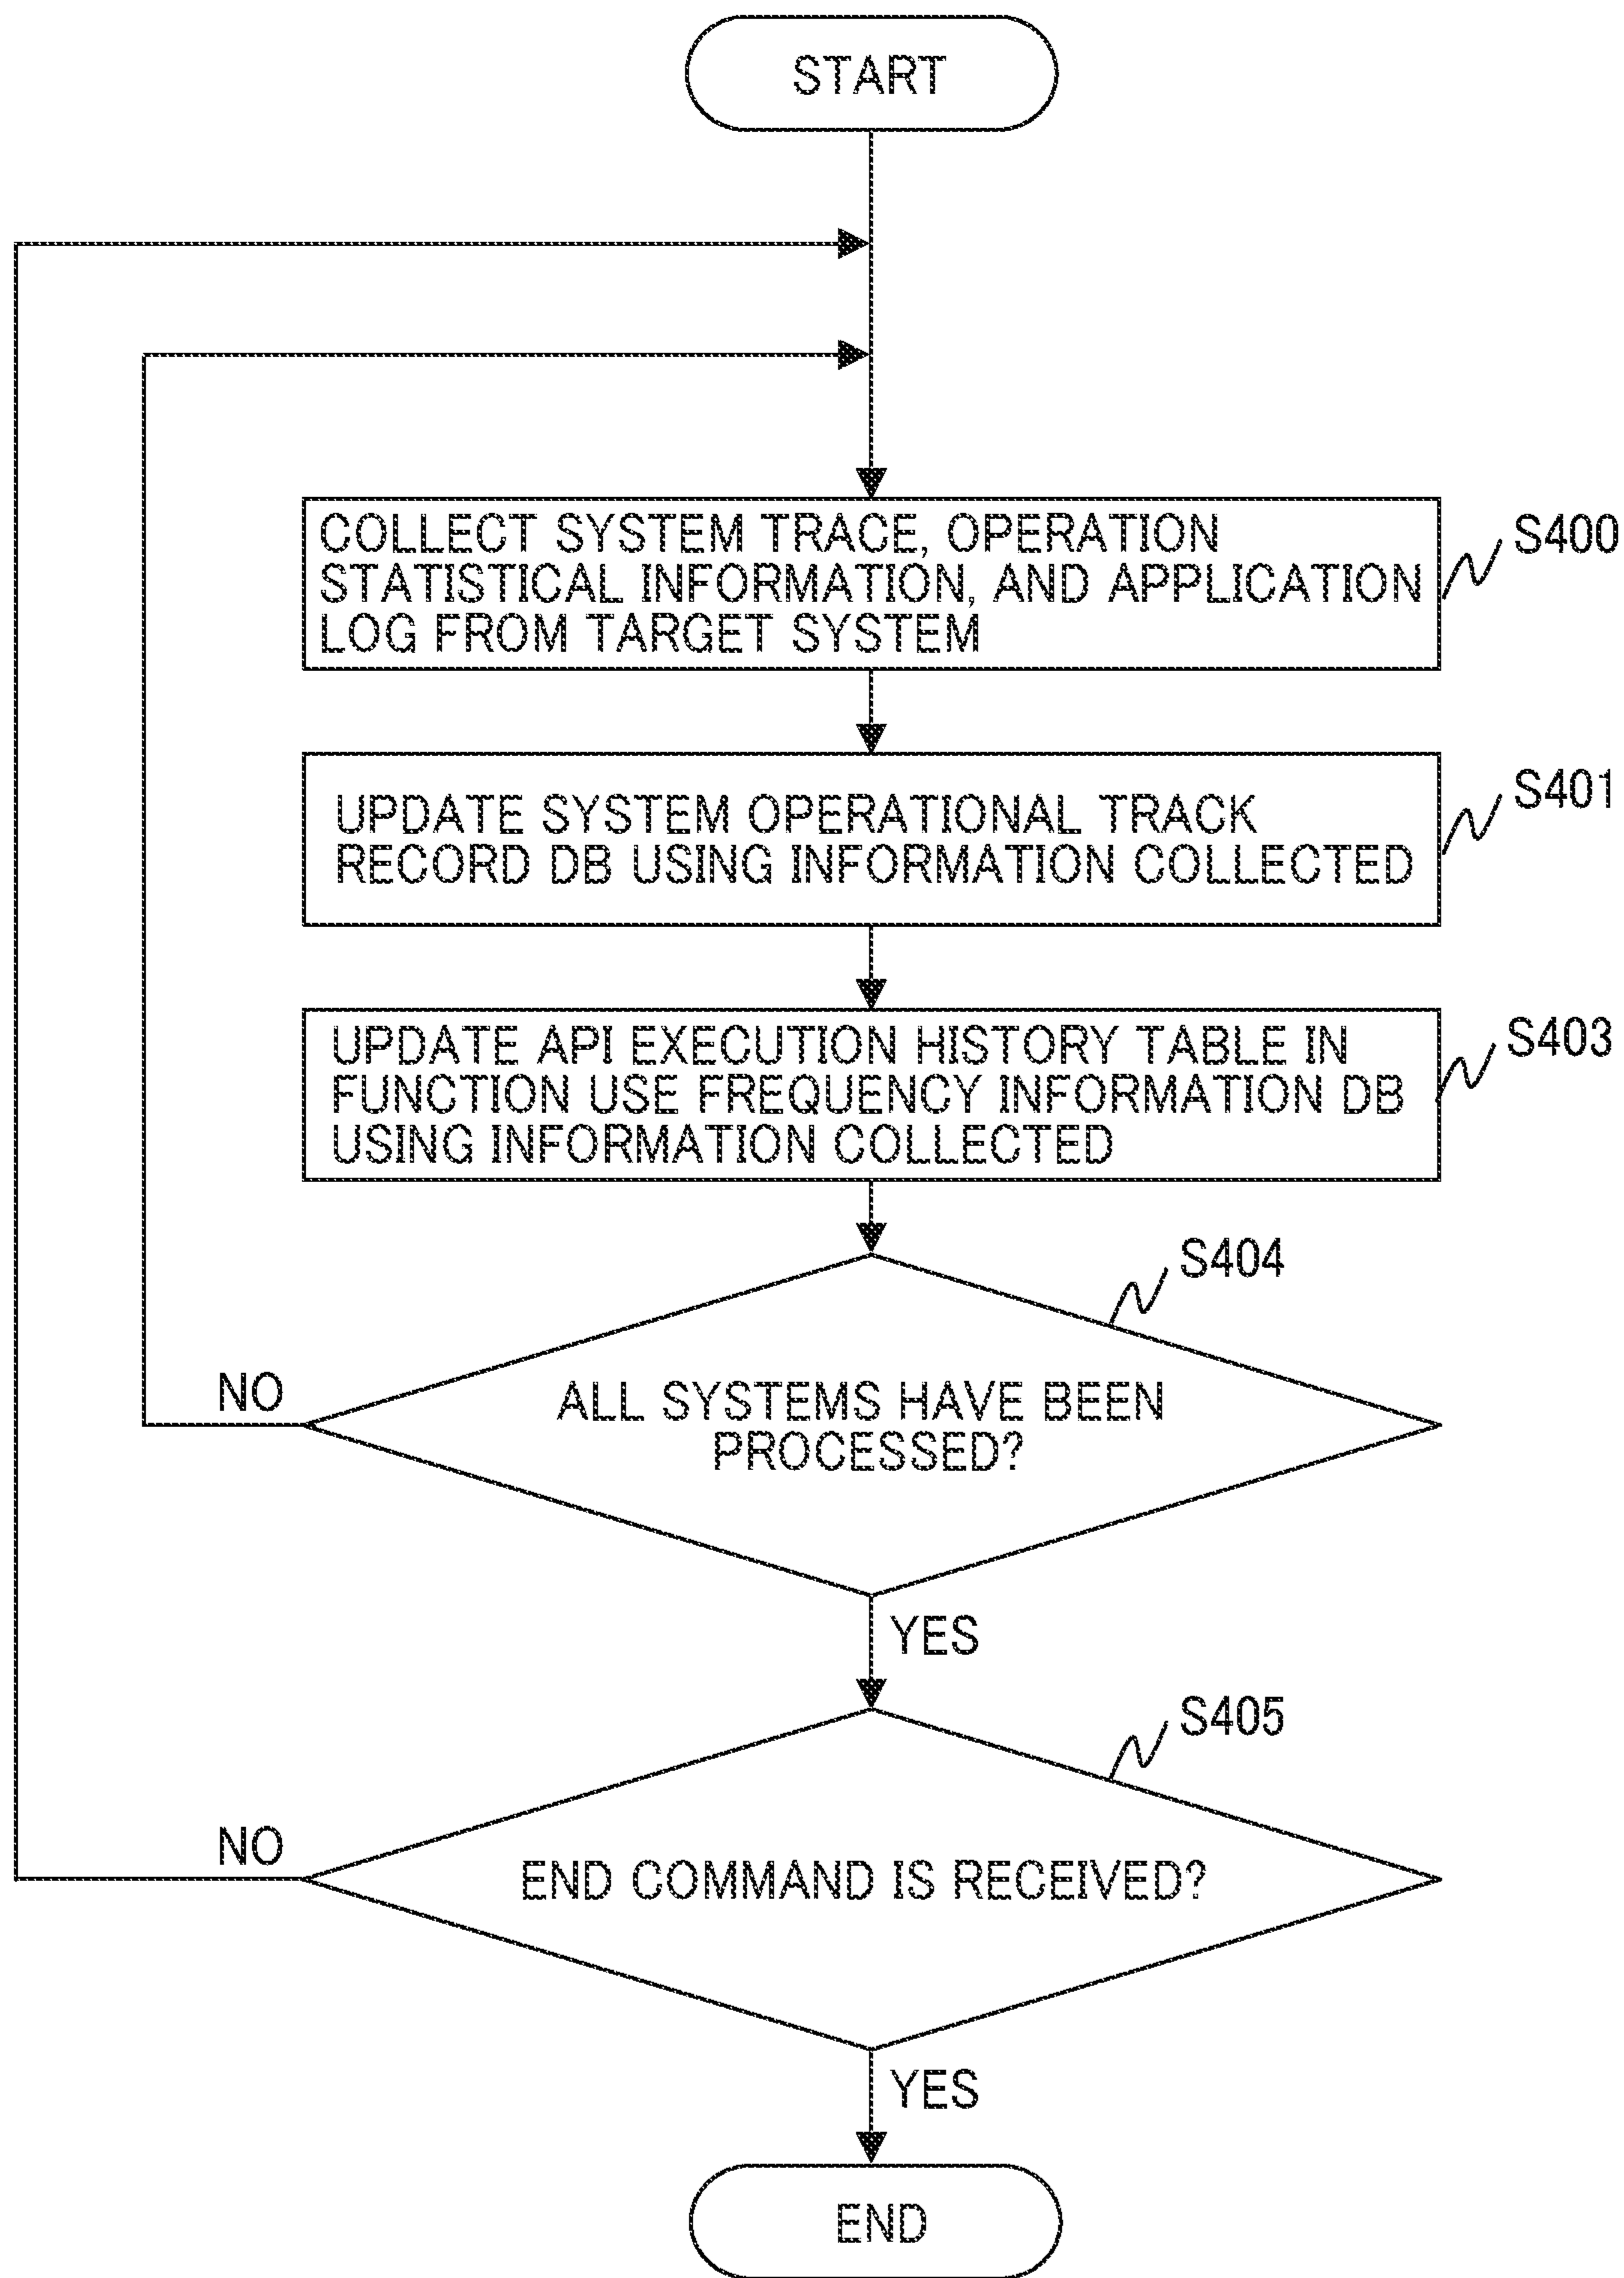 START
COLLECT SYSTEM TRACE, OPERATION
STATISTICAL INFORMATION, AND APPLICATION
LOG FROM TARGET SYSTEM
S400
UPDATE SYSTEM OPERATIONAL TRACK
RECORD DB USING INFORMATION COLLECTED
S401
UPDATE API EXECUTION HISTORY TABLE IN
FUNCTION USE FREQUENCY INFORMATION DB
USING INFORMATION COLLECTED
S403
S404
ALL SYSTEMS HAVE BEEN
PROCESSED?
NO
YES
S405
END COMMAND IS RECEIVED?
NO
YES
END